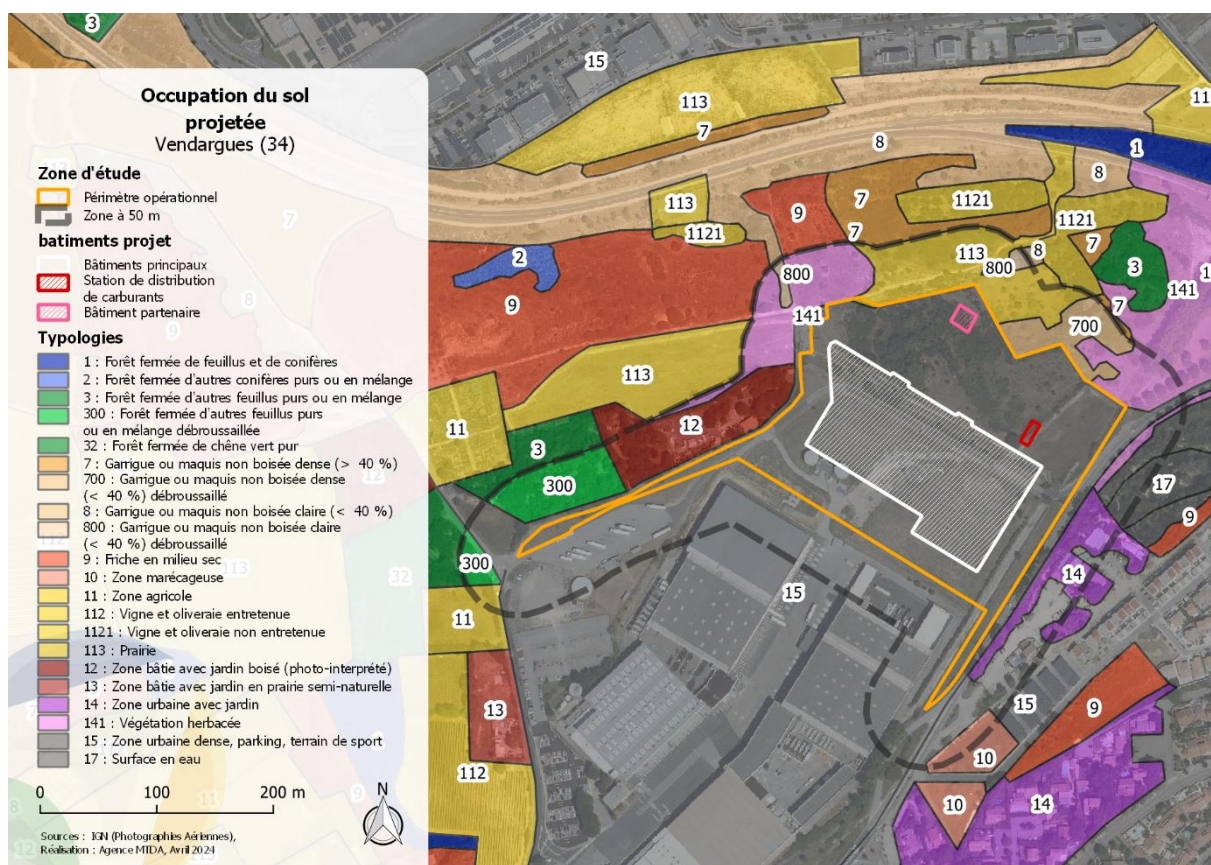 Occupation du sol
projetée
Vendargues (34)
Zone d'étude
Périmètre opérationnel
Zone à 50 m
batiments projet
Bâtiments principaux
Station de distribution
de carburants
Bâtiment partenaire
Typologies
1 : Forêt fermée de feuillus et de conifères
2 : Forêt fermée d'autres conifères purs ou en mélange
3 : Forêt fermée d'autres feuillus purs ou en mélange
300 : Forêt fermée d'autres feuillus purs
ou en mélange débroussaillée
32 : Forêt fermée de chêne vert pur
7 : Garrigue ou maquis non boisée dense (> 40 %)
700 : Garrigue ou maquis non boisée dense
(< 40 %) débroussaillé
8 : Garrigue ou maquis non boisée claire (< 40 %)
800 : Garrigue ou maquis non boisée claire
(< 40 %) débroussaillé
9 : Friche en milieu sec
10 : Zone marécageuse
11 : Zone agricole
112 : Vigne et oliveraie entretenue
1121 : Vigne et oliveraie non entretenue
113 : Prairie
12 : Zone bâtie avec jardin boisé (photo-interprété)
13 : Zone bâtie avec jardin en prairie semi-naturelle
14 : Zone urbaine avec jardin
141 : Végétation herbacée
15 : Zone urbaine dense, parking, terrain de sport
17 : Surface en eau
0 100 200 m
N
Sources : IGN (Photographies Aériennes),
Réalisation : Agence MTDA, Avril 2024
3
15
113
7
8
1
8
113
1121
9
7
1121
1121
7
113
8
7
3
141
2
9
800
800
141
700
7
113
11
12
3
300
300
17
9
14
15
11
13
112
15
9
10
10
14